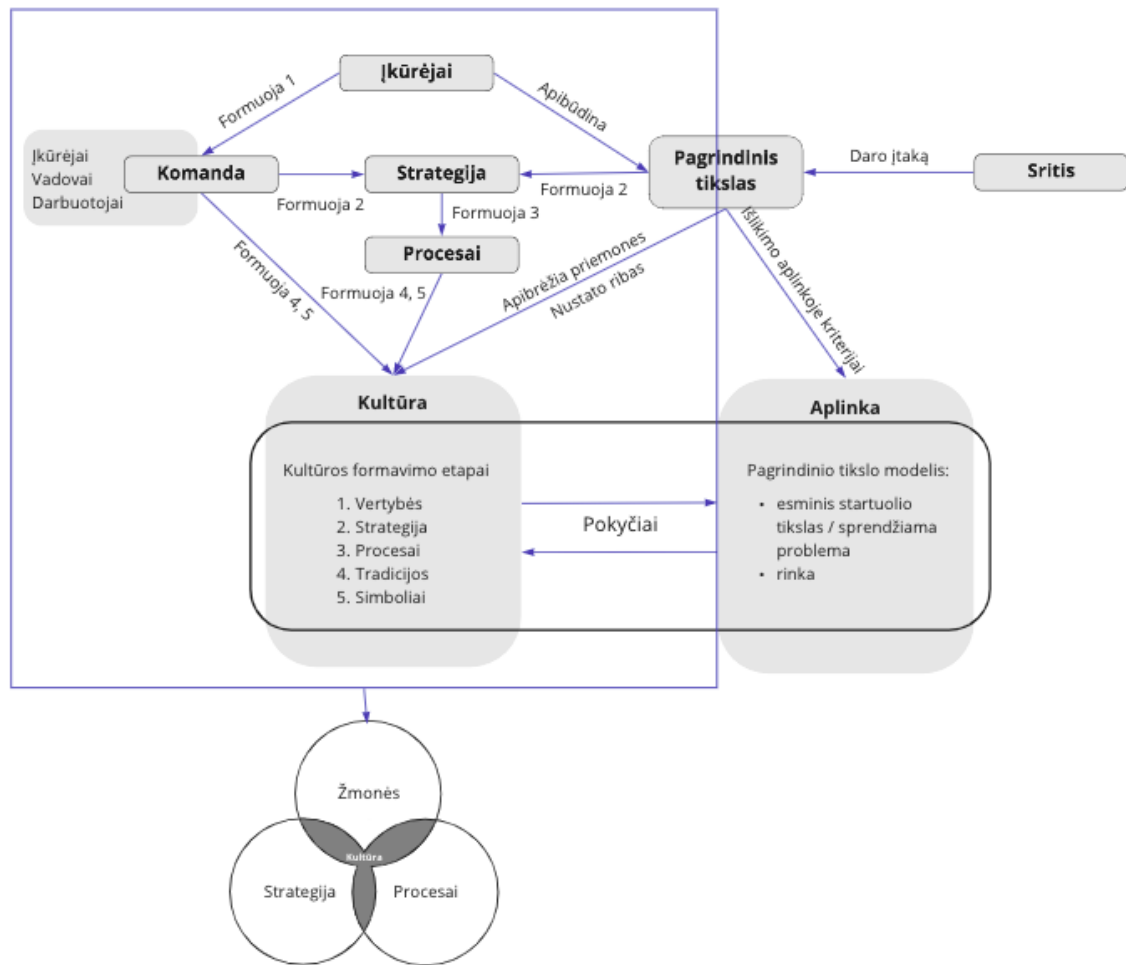 Įkūrėjai
Formuoja 1
Apibūdina
Įkūrėjai
Vadovai
Darbuotojai
Komanda
Formuoja 2
Strategija
Formuoja 2
Pagrindinis
tikslas
Daro įtaką
Sritis
Formuoja 3
Procesai
Formuoja 4, 5
Formuoja 4, 5
Apibrėžia priemones
Nustato ribas
Išlikimo aplinkoje kriterijai
Kultūra
Kultūros formavimo etapai
1. Vertybės
2. Strategija
3. Procesai
4. Tradicijos
5. Simboliai
Pokyčiai
Aplinka
Pagrindinio tikslo modelis:
• esminis startuolio
tikslas / sprendžiama
problema
• rinka
Žmonės
Kultūra
Strategija
Procesai